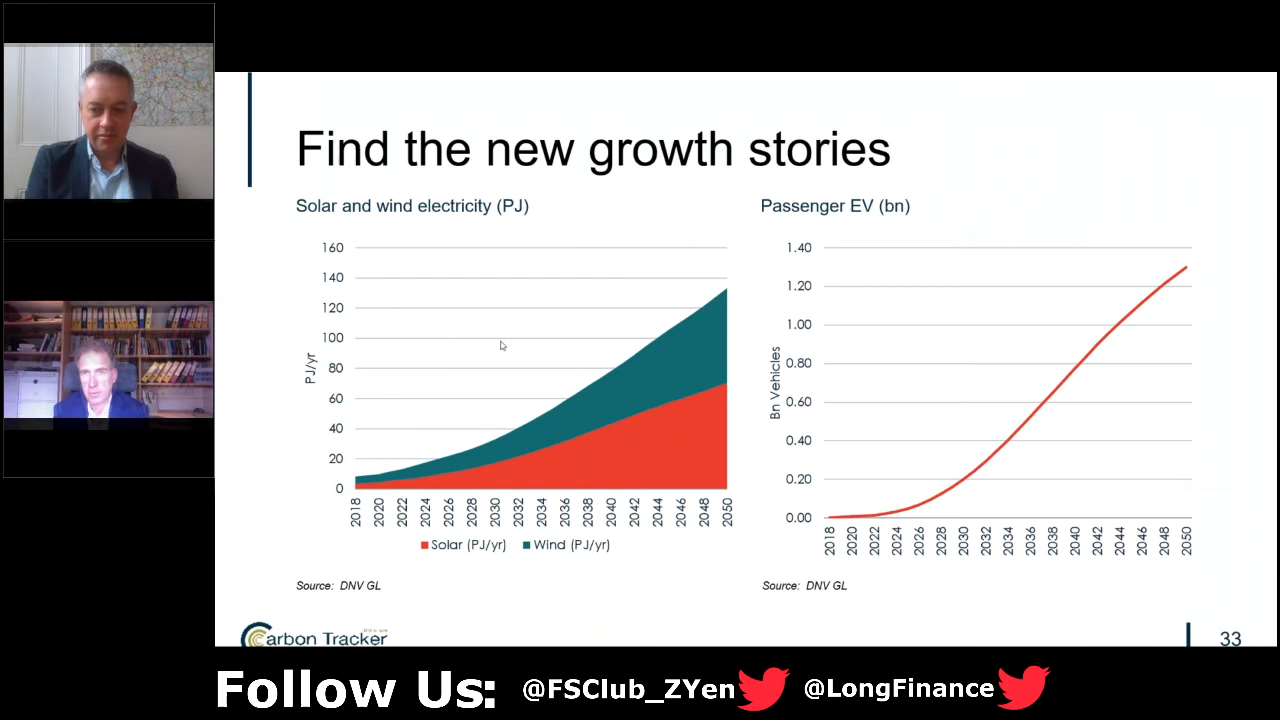 Find the new growth stories
Solar and wind electricity (PJ)
160
140
120
100
80
60
40
20
0
PJ/yr
2018 2020 2022 2024 2026 2028 2030 2032 2034 2036 2038 2040 2042 2044 2046 2048 2050
Solar (PJ/yr) Wind (PJ/yr)
Source: DNV GL
Passenger EV (bn)
1.40
1.20
1.00
0.80
0.60
0.40
0.20
0.00
Bn Vehicles
2018 2020 2022 2024 2026 2028 2030 2032 2034 2036 2038 2040 2042 2044 2046 2048 2050
Source: DNV GL
Carbon Tracker
33
Follow Us: @FSClub_ZYen @LongFinance